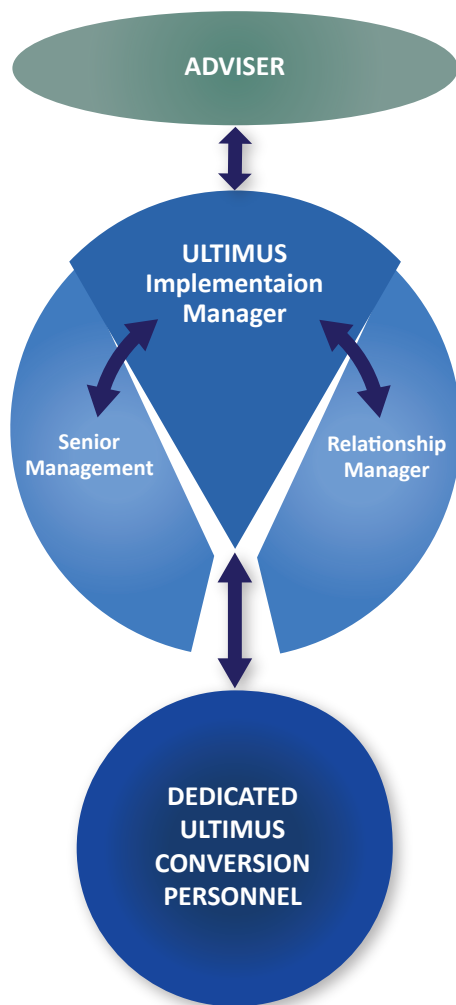 ADVISER
ULTIMUS
Implementaion
Manager
Senior
Management
Relationship
Manager
DEDICATED
ULTIMUS
CONVERSION
PERSONNEL